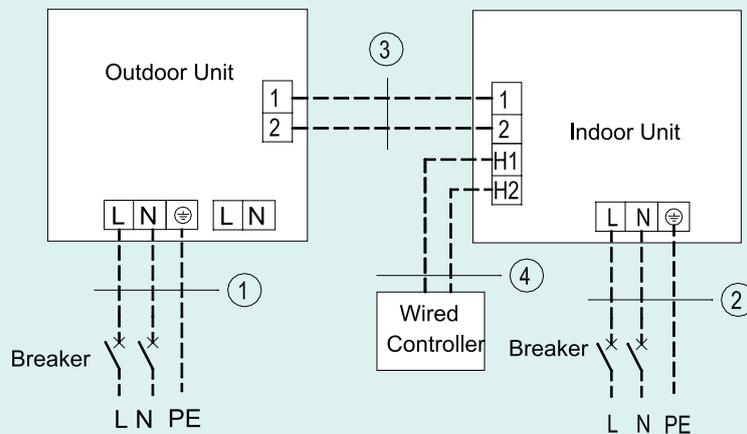 Outdoor Unit
3
1
2
1
2
H1
H2
Indoor Unit
L N ⏚ L N
L N ⏚
1
4
2
Wired
Controller
Breaker
Breaker
L N PE
L N PE